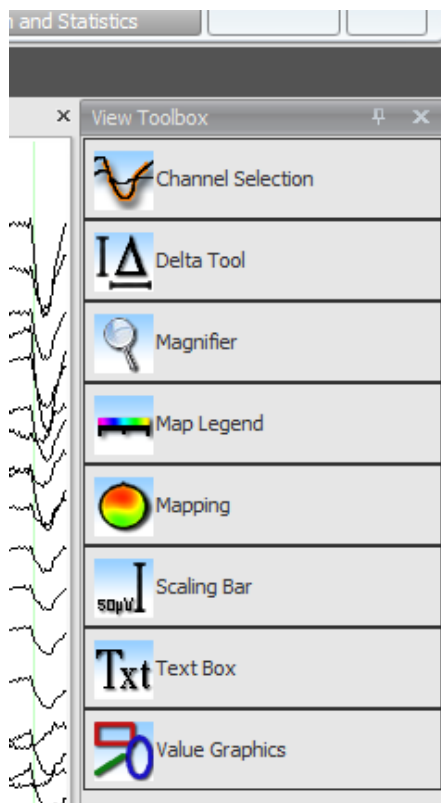 and Statistics
View Toolbox
Channel Selection
Delta Tool
Magnifier
Map Legend
Mapping
50µV
Scaling Bar
Txt
Text Box
Value Graphics